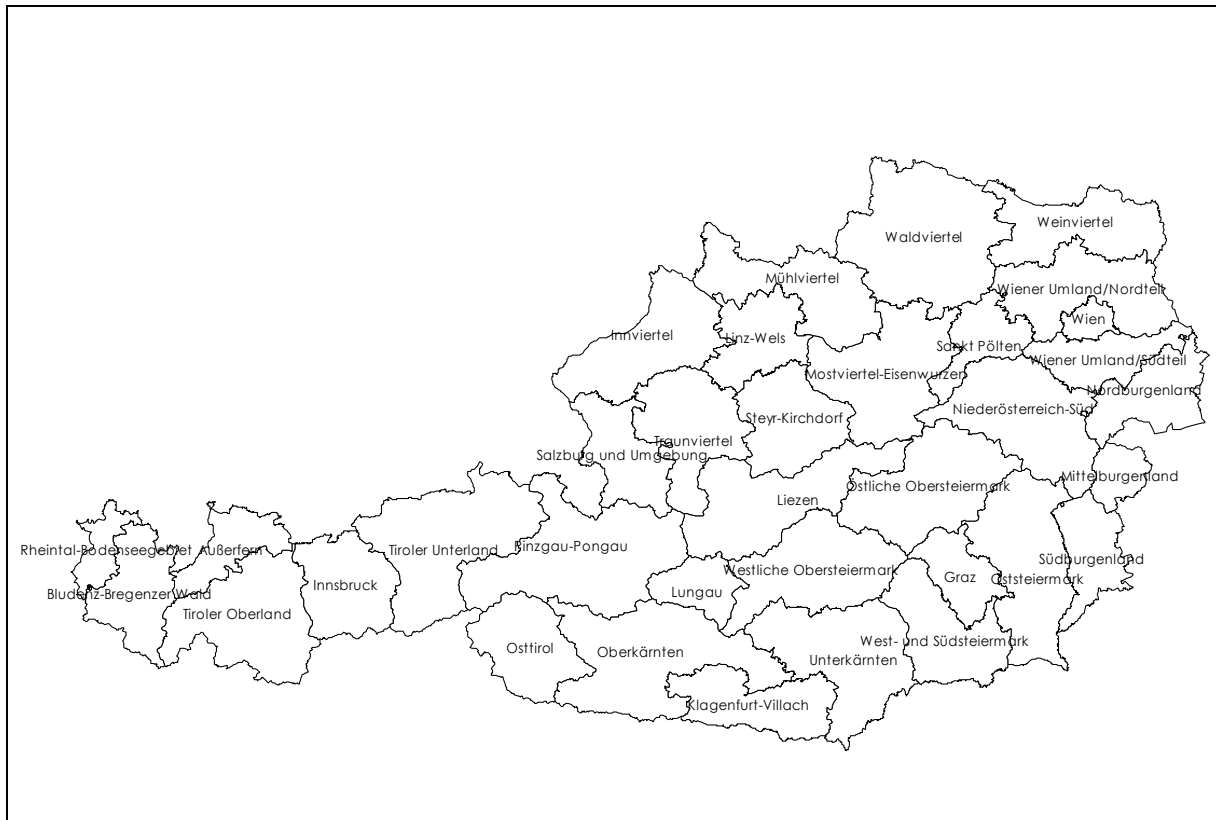 Weinviertel
Waldviertel
Mühlviertel
Wiener Umland/Nordteil
Wien
Innviertel
Linz-Wels
Sankt Pölten
Wiener Umland/Südteil
Mostviertel-Eisenwurzen
Nordburgenland
Niederösterreich-Süd
Steyr-Kirchdorf
Traunviertel
Salzburg und Umgebung
Mittelburgenland
Östliche Obersteiermark
Liezen
Rheintal-Bodenseegebiet
Außerfern
Tiroler Unterland
Pinzgau-Pongau
Südburgenland
Westliche Obersteiermark
Graz
Oststeiermark
Innsbruck
Lungau
Bludenz-Bregenzer Wald
Tiroler Oberland
West- und Südsteiermark
Osttirol
Oberkärnten
Unterkärnten
Klagenfurt-Villach